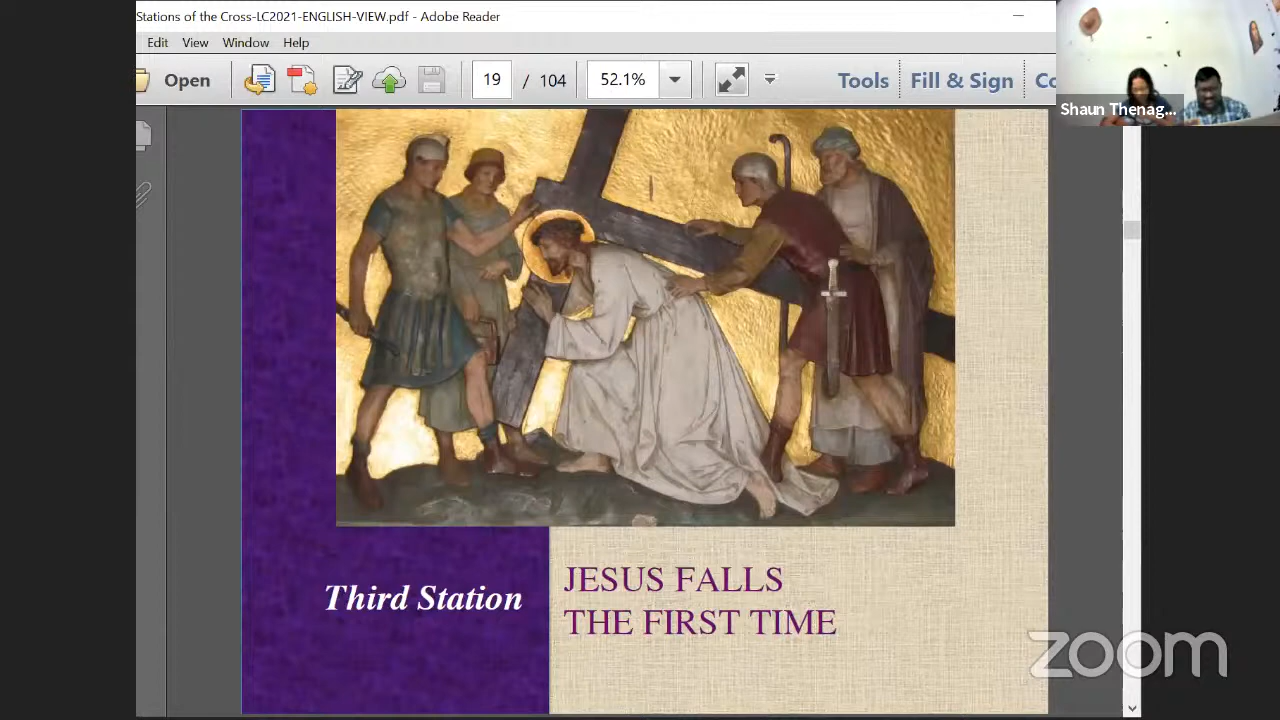 Stations of the Cross-LC2021-ENGLISH-VIEW.pdf - Adobe Reader
Edit View Window Help
Open 19 / 104 52.1% Tools Fill & Sign Co
Shaun Thenag...
Third Station
JESUS FALLS
THE FIRST TIME
zoom